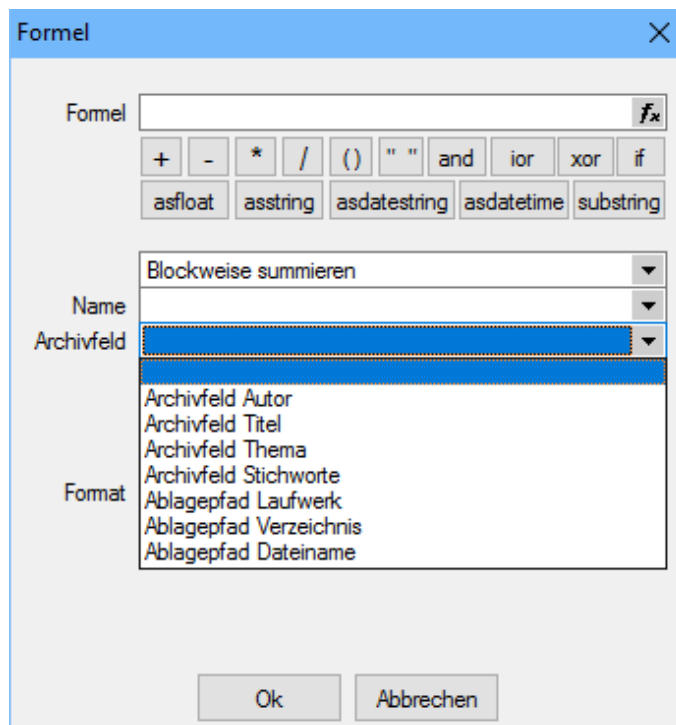 Formel
Formel fx
+ - * / ( ) " " and ior xor if
asfloat asstring asdatestring asdatetime substring
Blockweise summieren
Name
Archivfeld
Archivfeld Autor
Archivfeld Titel
Archivfeld Thema
Archivfeld Stichworte
Format
Ablagepfad Laufwerk
Ablagepfad Verzeichnis
Ablagepfad Dateiname
Ok Abbrechen